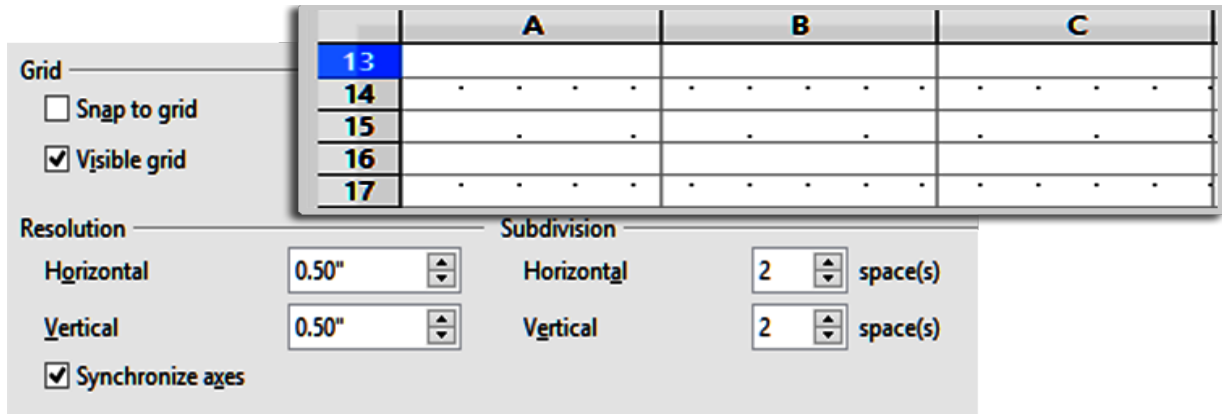 A B C
13
14
15
16
17
Grid
Snap to grid
Visible grid
Resolution
Horizontal 0.50"
Vertical 0.50"
Synchronize axes
Subdivision
Horizontal 2 space(s)
Vertical 2 space(s)